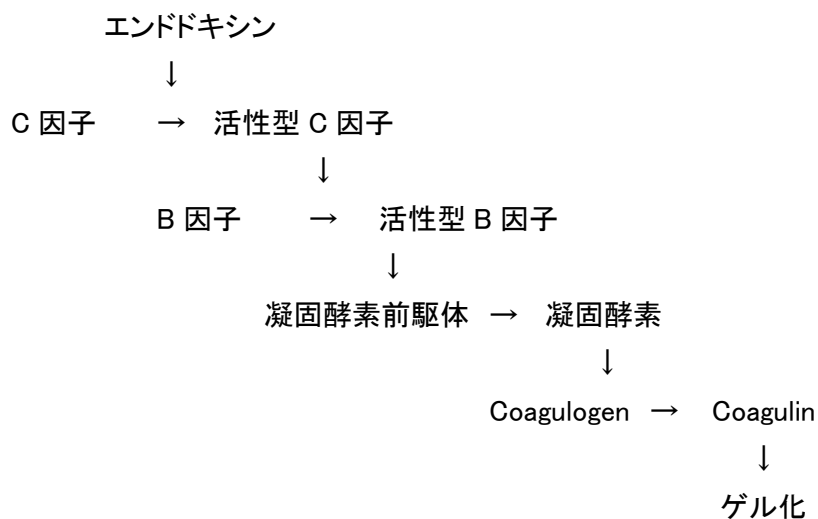 エンドドキシン
↓
C 因子 → 活性型 C 因子
↓
B 因子 → 活性型 B 因子
↓
凝固酵素前駆体 → 凝固酵素
↓
Coagulogen → Coagulin
↓
ゲル化